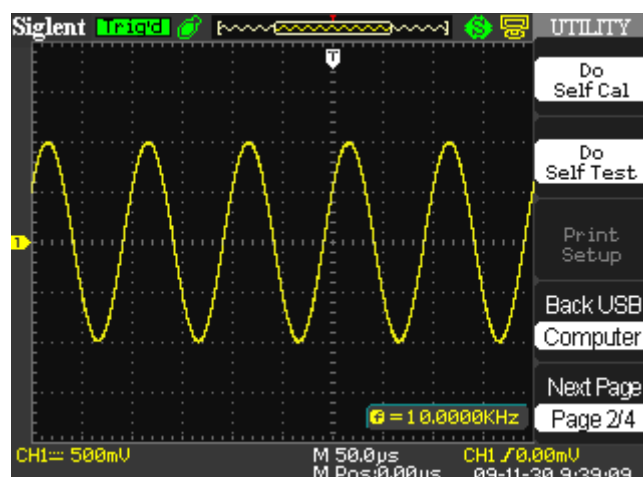 Siglent Trig'd S UTILITY
T
Do
Self Cal
Do
Self Test
Print
Setup
Back USB
Computer
Next Page
Page 2/4
1
f = 10.0000KHz
CH1 500mV M 50.0µs CH1 / 0.00mV
M Pos:0.00µs 09-11-30 9:39:09